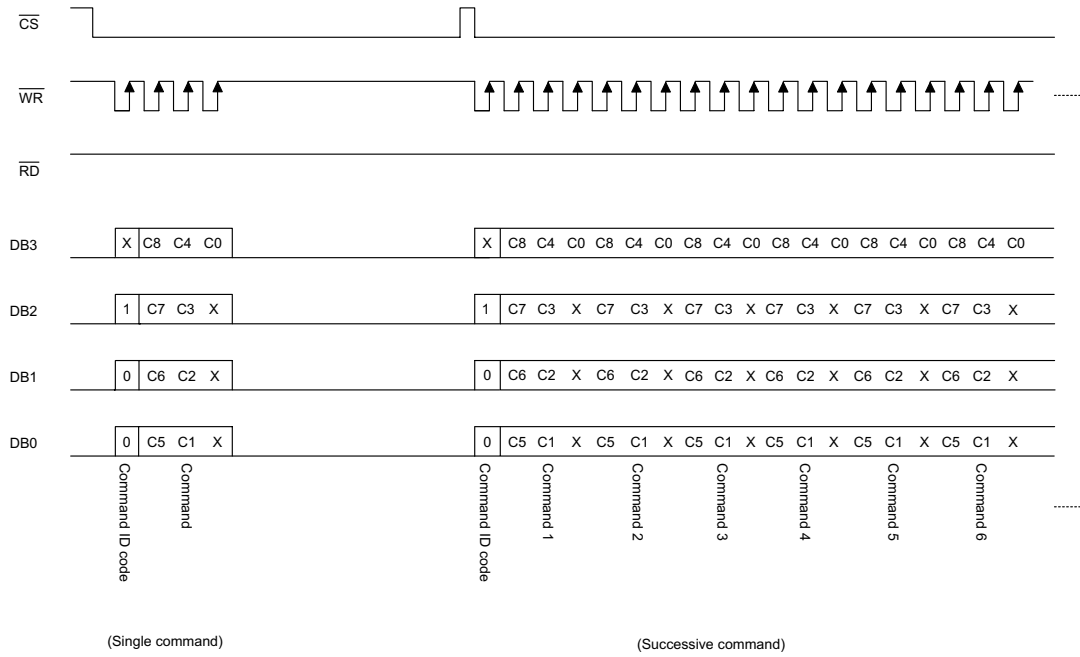 CS
WR
RD
DB3 X C8 C4 C0 X C8 C4 C0 C8 C4 C0 C8 C4 C0 C8 C4 C0 C8 C4 C0 C8 C4 C0
DB2 1 C7 C3 X 1 C7 C3 X C7 C3 X C7 C3 X C7 C3 X C7 C3 X C7 C3 X
DB1 0 C6 C2 X 0 C6 C2 X C6 C2 X C6 C2 X C6 C2 X C6 C2 X C6 C2 X
DB0 0 C5 C1 X 0 C5 C1 X C5 C1 X C5 C1 X C5 C1 X C5 C1 X C5 C1 X
Command ID code
Command
Command ID code
Command 1
Command 2
Command 3
Command 4
Command 5
Command 6
(Single command)
(Successive command)